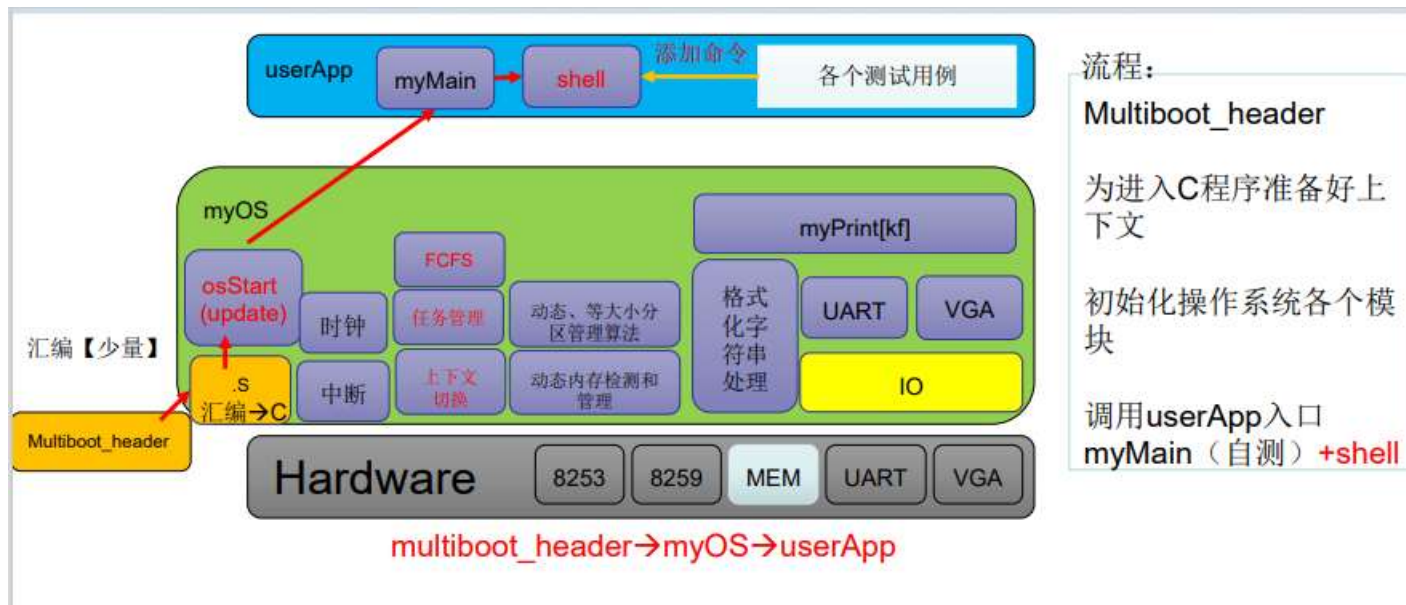 userApp
myMain
shell
添加命令
各个测试用例
myOS
osStart
(update)
时钟
中断
FCFS
任务管理
上下文
切换
动态、等大小分
区管理算法
动态内存检测和
管理
myPrint[kf]
格式
化字
符串
处理
UART
VGA
IO
汇编【少量】
.S
汇编→C
Multiboot_header
Hardware
8253
8259
MEM
UART
VGA
multiboot_header→myOS→userApp
流程：
Multiboot_header
为进入C程序准备好上
下文
初始化操作系统各个模
块
调用userApp入口
myMain（自测）+shell